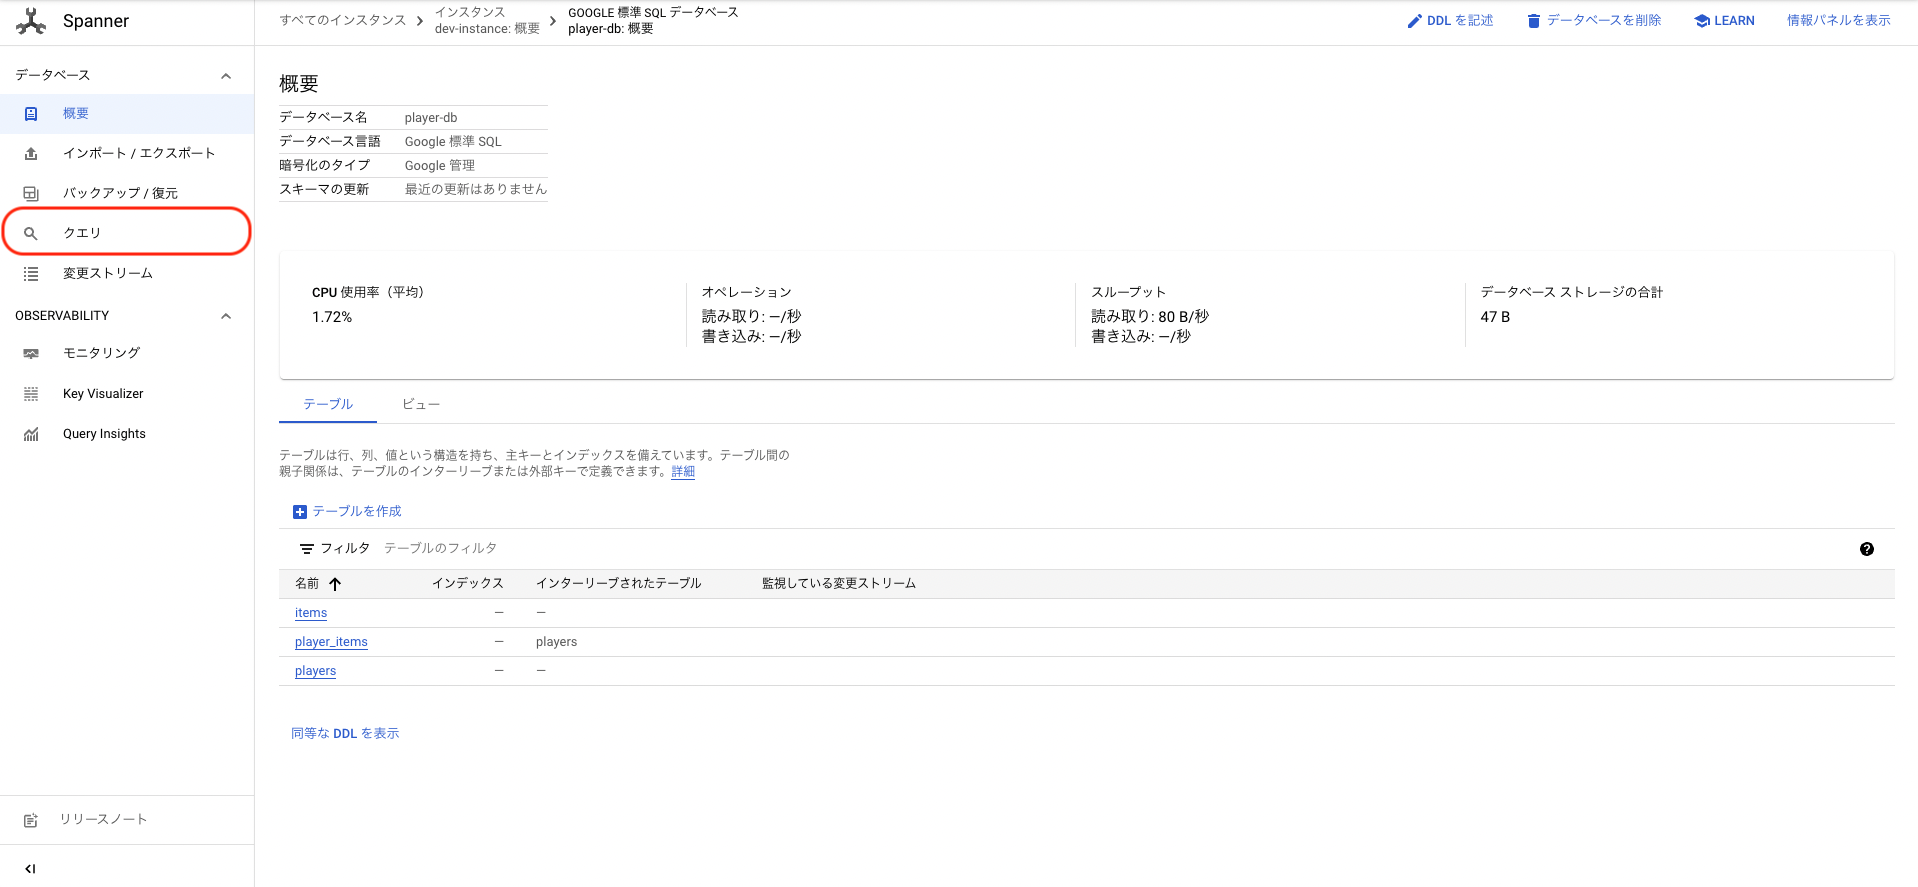 Spanner
すべてのインスタンス
インスタンス
dev-instance: 概要
GOOGLE 標準 SQL データベース
player-db: 概要
DDL を記述
データベースを削除
LEARN
情報パネルを表示
データベース
概要
インポート / エクスポート
バックアップ / 復元
クエリ
変更ストリーム
OBSERVABILITY
モニタリング
Key Visualizer
Query Insights
リリースノート
概要
データベース名 player-db
データベース言語 Google 標準 SQL
暗号化のタイプ Google 管理
スキーマの更新 最近の更新はありません
CPU 使用率（平均）
1.72%
オペレーション
読み取り: —/秒
書き込み: —/秒
スループット
読み取り: 80 B/秒
書き込み: —/秒
データベース ストレージの合計
47 B
テーブル ビュー
テーブルは行、列、値という構造を持ち、主キーとインデックスを備えています。テーブル間の
親子関係は、テーブルのインターリーブまたは外部キーで定義できます。詳細
テーブルを作成
フィルタ テーブルのフィルタ
名前 インデックス インターリーブされたテーブル 監視している変更ストリーム
items — —
player_items — players
players — —
同等な DDL を表示